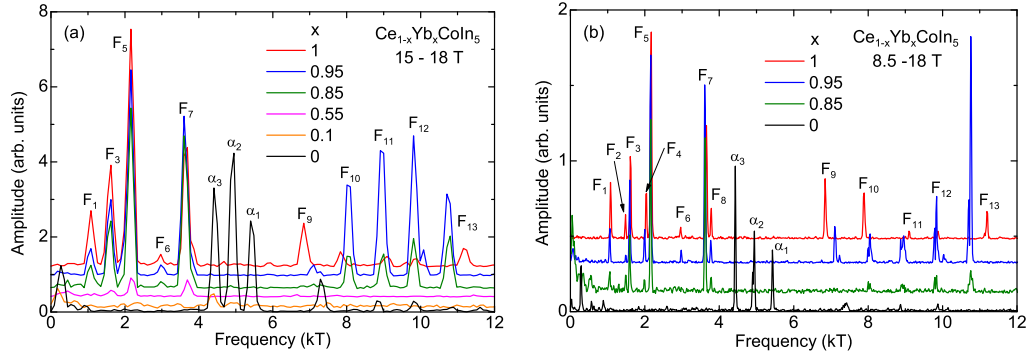 (a)
x
Ce₁₋ₓYbₓCoIn₅
15 - 18 T
1
0.95
0.85
0.55
0.1
0
F₁
F₃
F₅
F₆
F₇
α₃
α₂
α₁
F₉
F₁₀
F₁₁
F₁₂
F₁₃
8
4
0
0 2 4 6 8 10 12
Amplitude (arb. units)
Frequency (kT)
(b)
x
Ce₁₋ₓYbₓCoIn₅
8.5 -18 T
1
0.95
0.85
0
F₁
F₂
F₃
F₅
F₄
F₆
F₇
F₈
α₃
α₂
α₁
F₉
F₁₀
F₁₁
F₁₂
F₁₃
2
1
0
0 2 4 6 8 10 12
Amplitude (arb. units)
Frequency (kT)